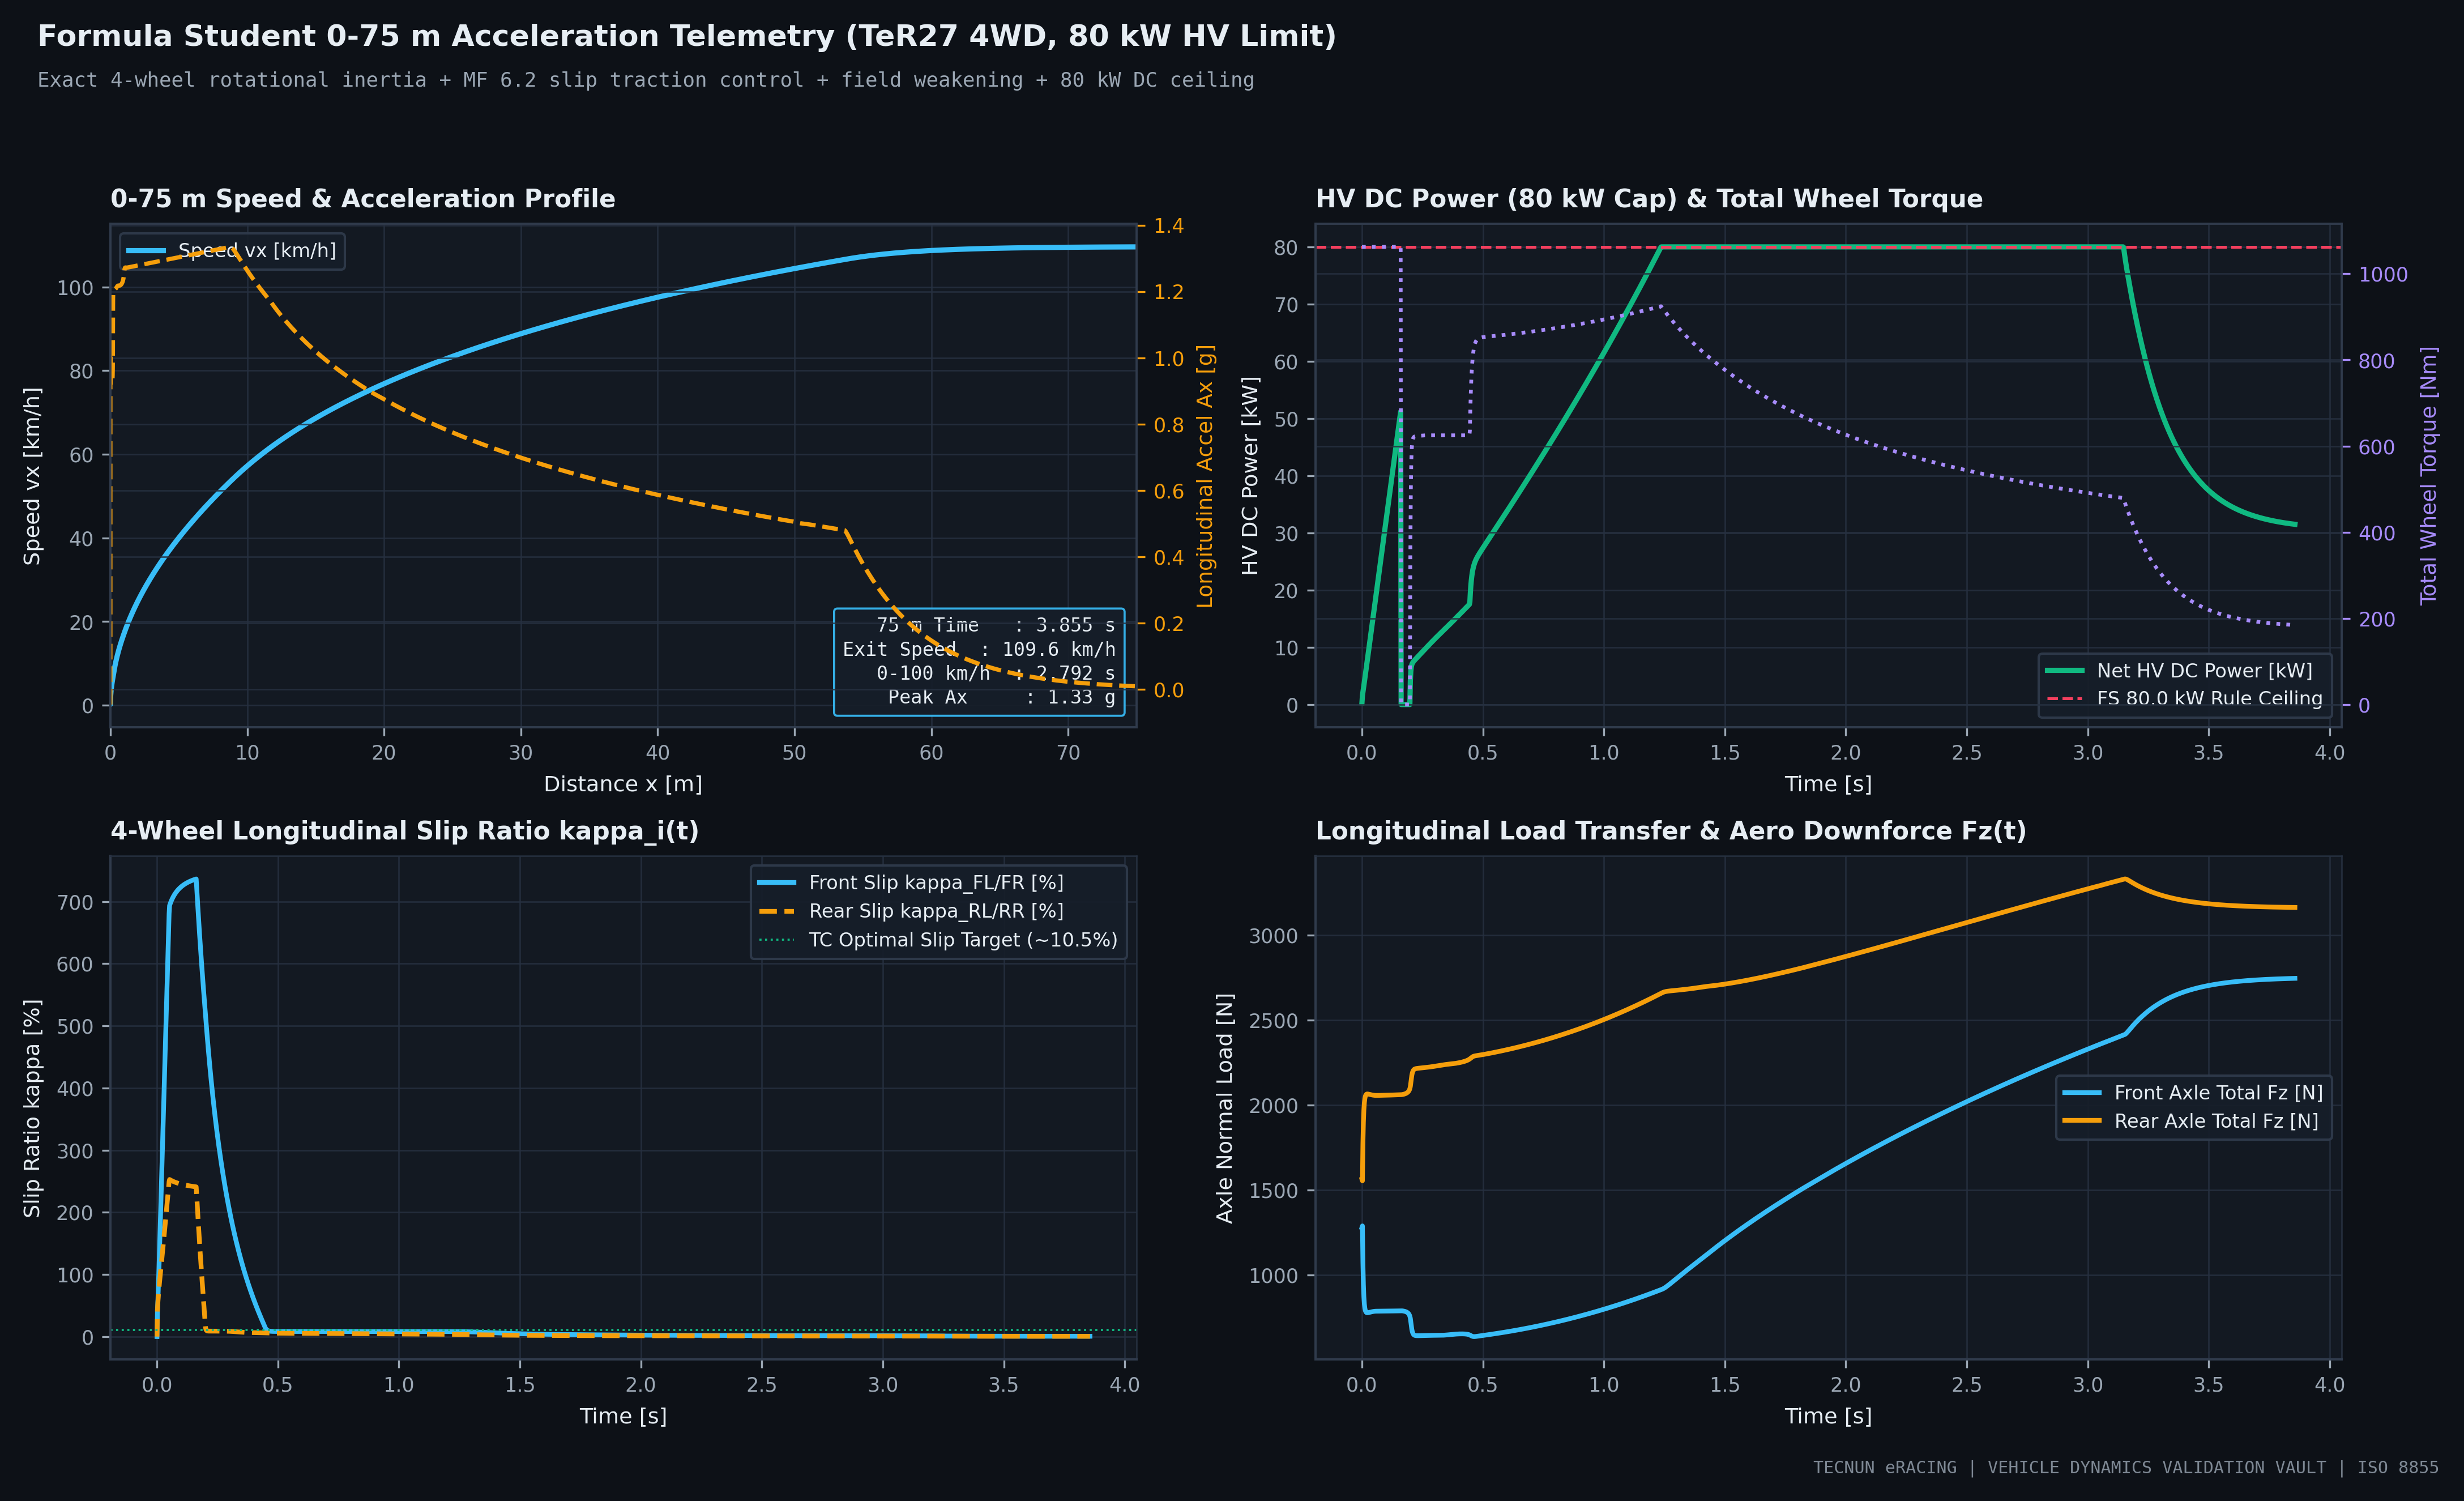 Formula Student 0-75 m Acceleration Telemetry (TeR27 4WD, 80 kW HV Limit)
Exact 4-wheel rotational inertia + MF 6.2 slip traction control + field weakening + 80 kW DC ceiling
0-75 m Speed & Acceleration Profile
Speed vx [km/h]
Speed vx [km/h]
100
80
60
40
20
0
0 10 20 30 40 50 60 70
Distance x [m]
1.4
1.2
1.0
0.8
0.6
0.4
0.2
0.0
Longitudinal Accel Ax [g]
75 m Time : 3.855 s
Exit Speed : 109.6 km/h
0-100 km/h : 2.792 s
Peak Ax : 1.33 g
HV DC Power (80 kW Cap) & Total Wheel Torque
HV DC Power [kW]
80
70
60
50
40
30
20
10
0
0.0 0.5 1.0 1.5 2.0 2.5 3.0 3.5 4.0
Time [s]
1000
800
600
400
200
0
Total Wheel Torque [Nm]
Net HV DC Power [kW]
FS 80.0 kW Rule Ceiling
4-Wheel Longitudinal Slip Ratio kappa_i(t)
Slip Ratio kappa [%]
700
600
500
400
300
200
100
0
0.0 0.5 1.0 1.5 2.0 2.5 3.0 3.5 4.0
Time [s]
Front Slip kappa_FL/FR [%]
Rear Slip kappa_RL/RR [%]
TC Optimal Slip Target (~10.5%)
Longitudinal Load Transfer & Aero Downforce Fz(t)
Axle Normal Load [N]
3000
2500
2000
1500
1000
0.0 0.5 1.0 1.5 2.0 2.5 3.0 3.5 4.0
Time [s]
Front Axle Total Fz [N]
Rear Axle Total Fz [N]
TECNUN eRACING | VEHICLE DYNAMICS VALIDATION VAULT | ISO 8855